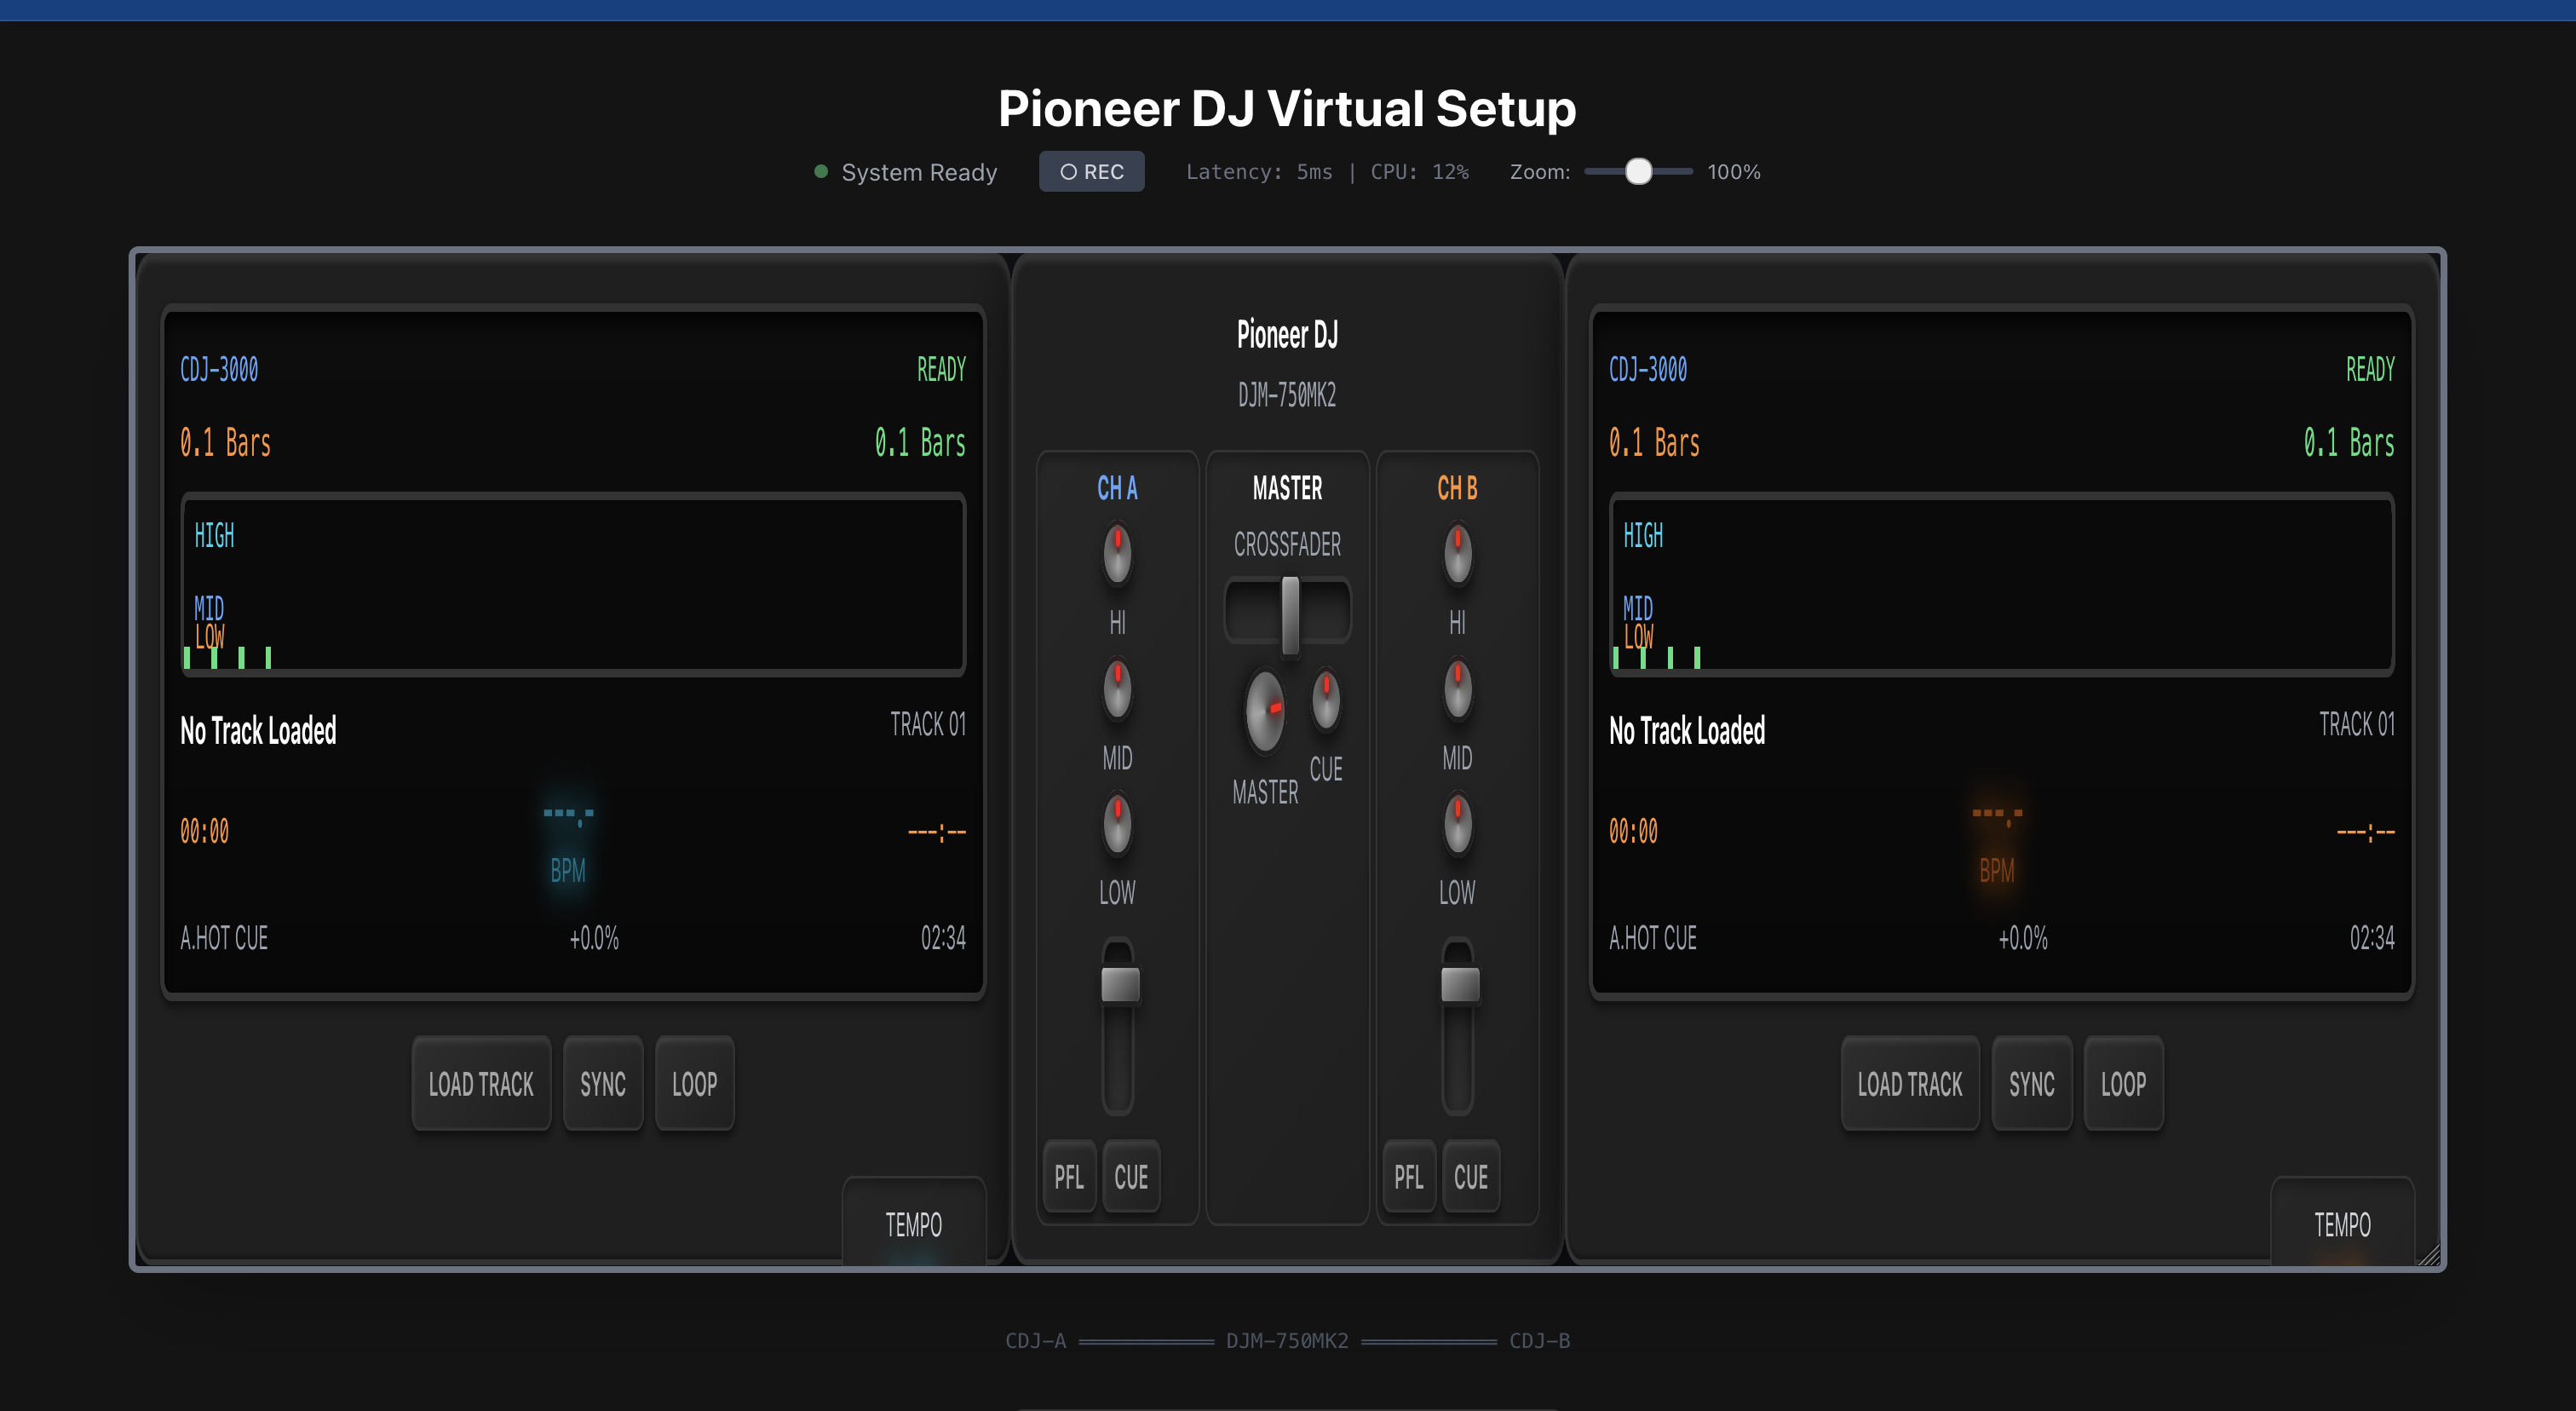 Pioneer DJ Virtual Setup
System Ready
REC
Latency: 5ms | CPU: 12%
Zoom:
100%
CDJ-3000
READY
0.1 Bars
0.1 Bars
HIGH
MID
LOW
No Track Loaded
TRACK 01
00:00
---.-
BPM
---:--
A.HOT CUE
+0.0%
02:34
LOAD TRACK
SYNC
LOOP
TEMPO
Pioneer DJ
DJM-750MK2
CH A
HI
MID
LOW
PFL
CUE
MASTER
CROSSFADER
MASTER
CUE
CH B
HI
MID
LOW
PFL
CUE
CDJ-3000
READY
0.1 Bars
0.1 Bars
HIGH
MID
LOW
No Track Loaded
TRACK 01
00:00
---.-
BPM
---:--
A.HOT CUE
+0.0%
02:34
LOAD TRACK
SYNC
LOOP
TEMPO
CDJ-A
DJM-750MK2
CDJ-B